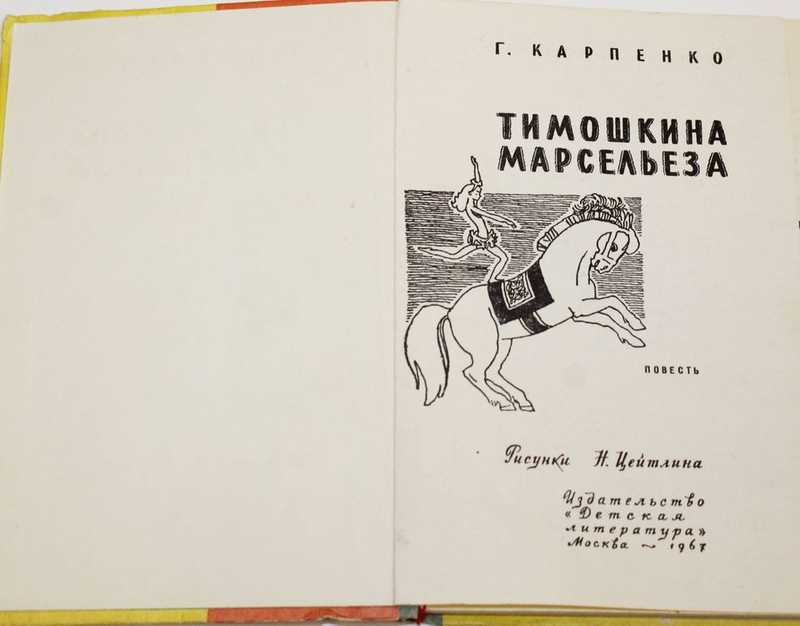 Г. КАРПЕНКО
ТИМОШКИНА
МАРСЕЛЬЕЗА
ПОВЕСТЬ
Рисунки Н. Цейтлина
Издательство
«Детская
литература»
Москва ~ 1967